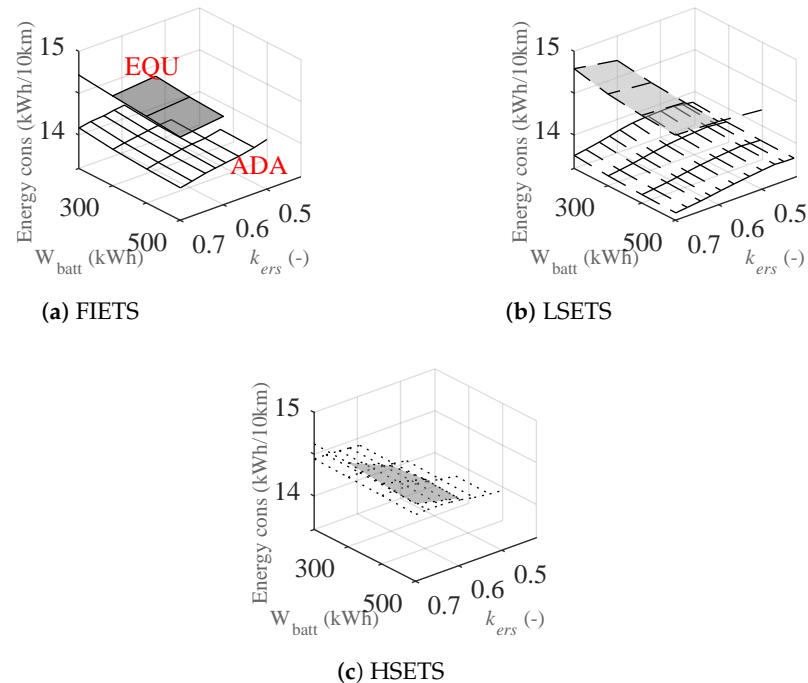 15
14
Energy cons (kWh/10km)
EQU
ADA
300
500
W_batt (kWh)
0.7
0.6
0.5
k_ers (-)
(a) FIETS
15
14
Energy cons (kWh/10km)
300
500
W_batt (kWh)
0.7
0.6
0.5
k_ers (-)
(b) LSETS
15
14
Energy cons (kWh/10km)
300
500
W_batt (kWh)
0.7
0.6
0.5
k_ers (-)
(c) HSETS